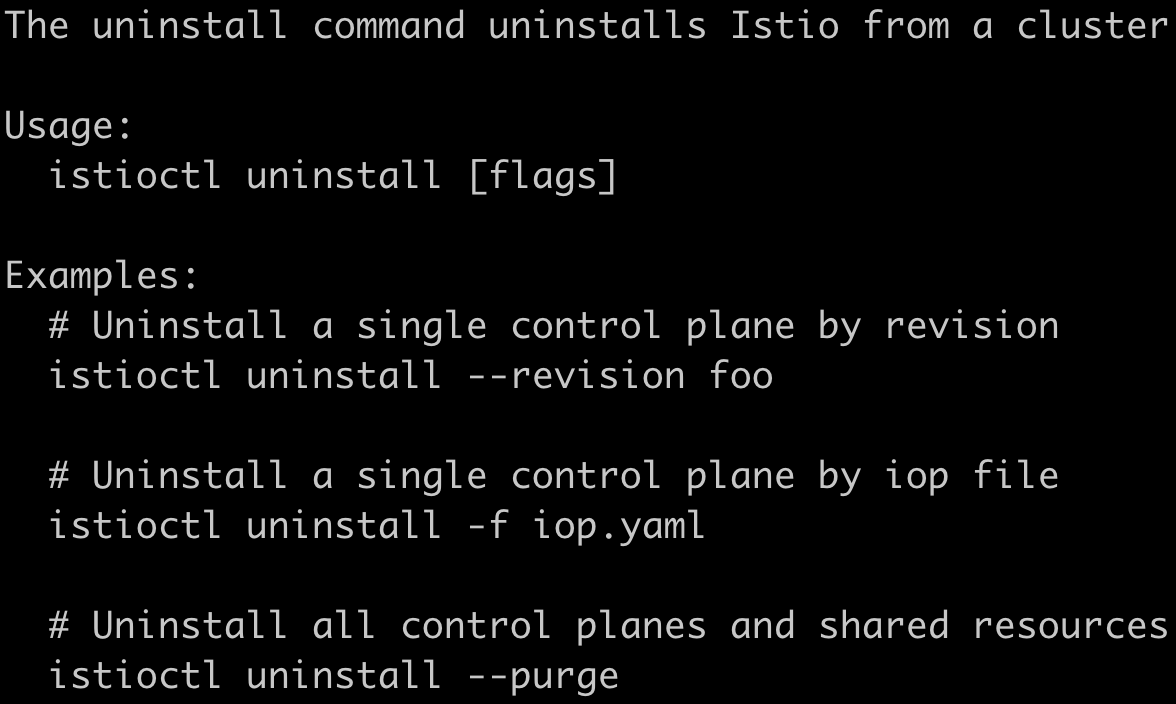 The uninstall command uninstalls Istio from a cluster

Usage:
  istioctl uninstall [flags]

Examples:
  # Uninstall a single control plane by revision
  istioctl uninstall --revision foo

  # Uninstall a single control plane by iop file
  istioctl uninstall -f iop.yaml

  # Uninstall all control planes and shared resources
  istioctl uninstall --purge